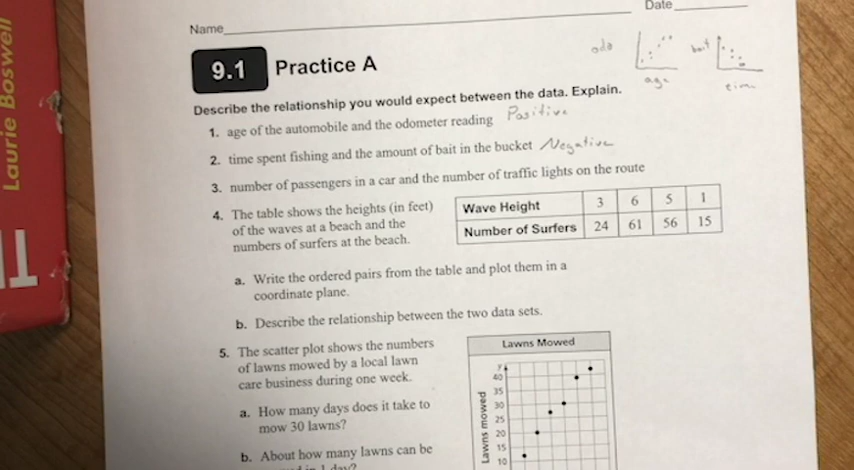 Laurie Boswell
Name
Date
9.1 Practice A
odo
age
bait
Describe the relationship you would expect between the data. Explain.
1. age of the automobile and the odometer reading Positive
2. time spent fishing and the amount of bait in the bucket Negative
3. number of passengers in a car and the number of traffic lights on the route
4. The table shows the heights (in feet)
of the waves at a beach and the
numbers of surfers at the beach.
Wave Height 3 6 5 1
Number of Surfers 24 61 56 15
a. Write the ordered pairs from the table and plot them in a
coordinate plane.
b. Describe the relationship between the two data sets.
5. The scatter plot shows the numbers
of lawns mowed by a local lawn
care business during one week.
a. How many days does it take to
mow 30 lawns?
b. About how many lawns can be
Lawns Mowed
Lawns mowed
y
40
35
30
25
20
15
10